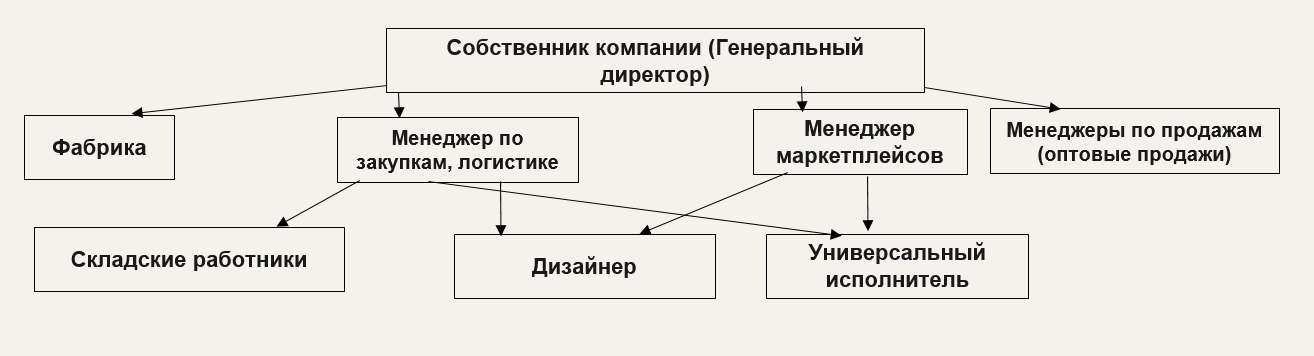 Собственник компании (Генеральный
директор)
Фабрика
Менеджер по
закупкам, логистике
Менеджер
маркетплейсов
Менеджеры по продажам
(оптовые продажи)
Складские работники
Дизайнер
Универсальный
исполнитель